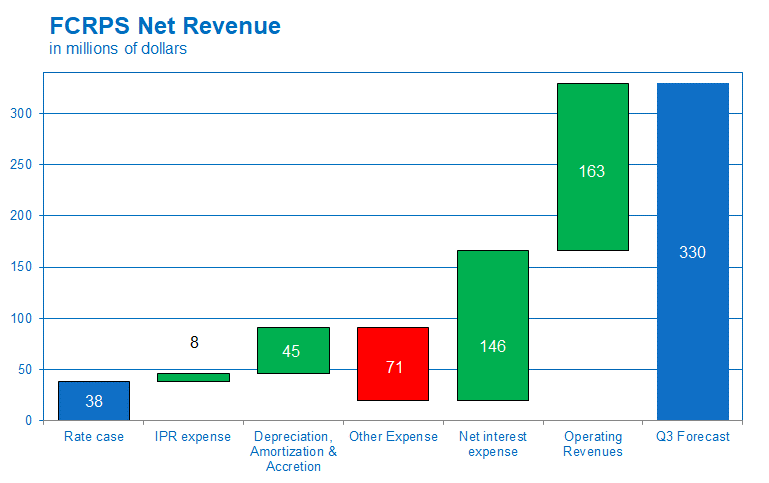 FCRPS Net Revenue
in millions of dollars
300
250
200
150
100
50
0
38
8
45
71
146
163
330
Rate case
IPR expense
Depreciation,
Amortization &
Accretion
Other Expense
Net interest
expense
Operating
Revenues
Q3 Forecast